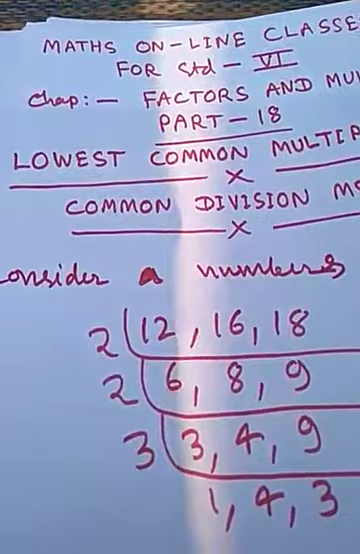 MATHS ON-LINE CLASSE
FOR Std - VI
Chap:- FACTORS AND MU
PART-18
LOWEST COMMON MULTIP
x
COMMON DIVISION M
x
onsider a numbers
2 12, 16, 18
2 6, 8, 9
3 3, 4, 9
1, 4, 3